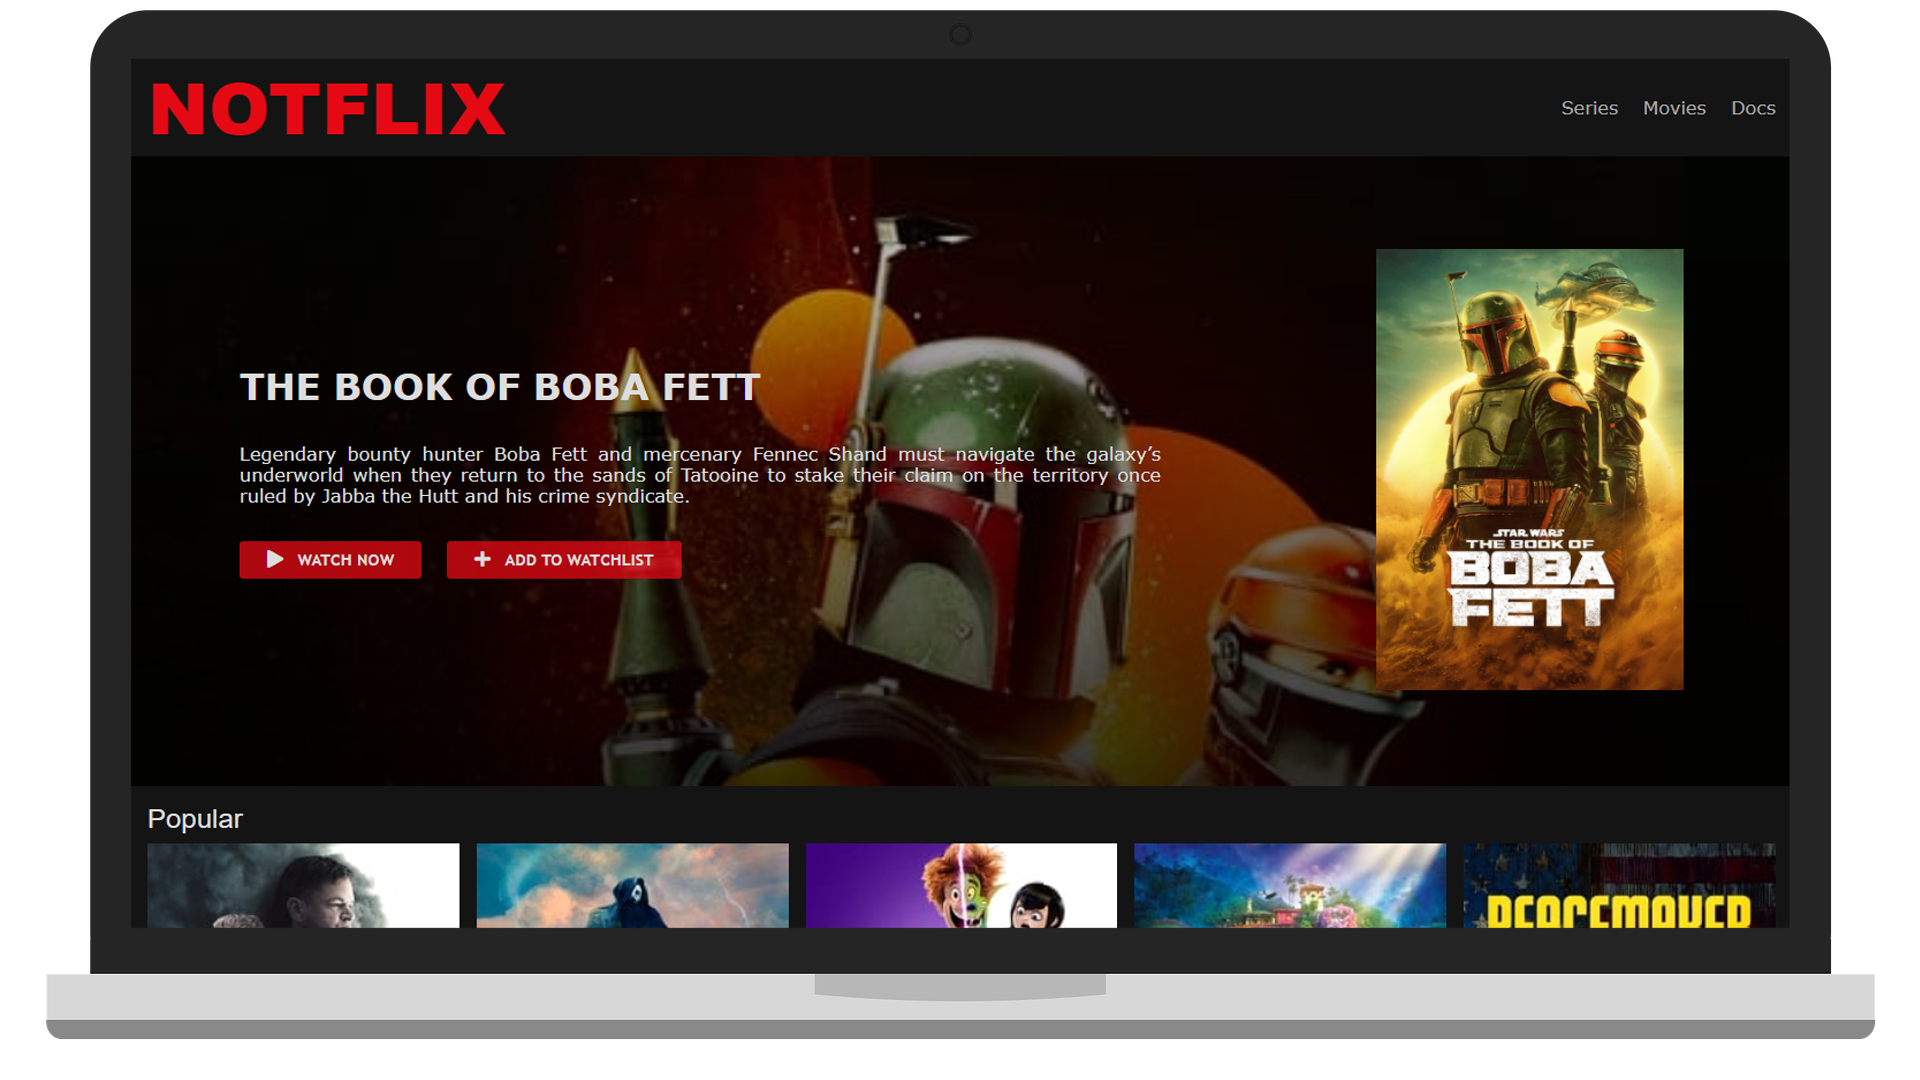 NOTFLIX
Series Movies Docs
THE BOOK OF BOBA FETT
Legendary bounty hunter Boba Fett and mercenary Fennec Shand must navigate the galaxy’s
underworld when they return to the sands of Tatooine to stake their claim on the territory once
ruled by Jabba the Hutt and his crime syndicate.
WATCH NOW
ADD TO WATCHLIST
STAR WARS
THE BOOK OF
BOBA
FETT
Popular